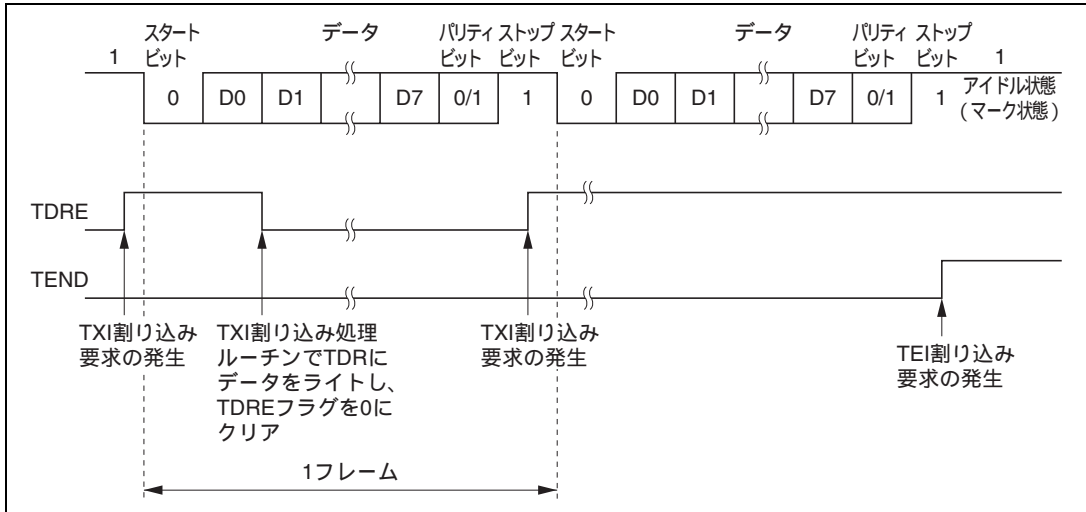 スタート データ パリティ ストップ スタート データ パリティ ストップ
1 ビット ビット ビット ビット ビット ビット 1
0 D0 D1 D7 0/1 1 0 D0 D1 D7 0/1 1 アイドル状態
(マーク状態)
TDRE
TEND
TXI割り込み
要求の発生
TXI割り込み処理
ルーチンでTDRに
データをライトし、
TDREフラグを0に
クリア
TXI割り込み
要求の発生
TEI割り込み
要求の発生
1フレーム